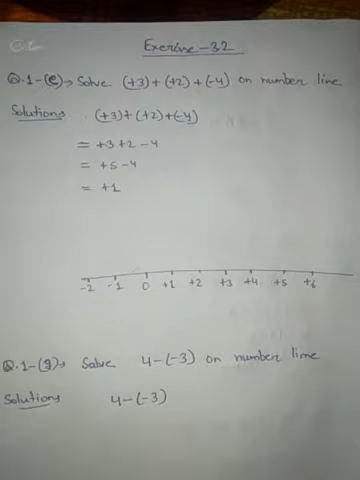 Exercise - 3.2
Q.1-(e)→ Solve (+3)+(+2)+(-4) on number line
Solutions (+3)+(+2)+(-4)
= +3+2-4
= +5-4
= +1
-2 -1 0 +1 +2 +3 +4 +5 +6
Q.1-(g)→ Solve 4-(-3) on number line
Solutions 4-(-3)